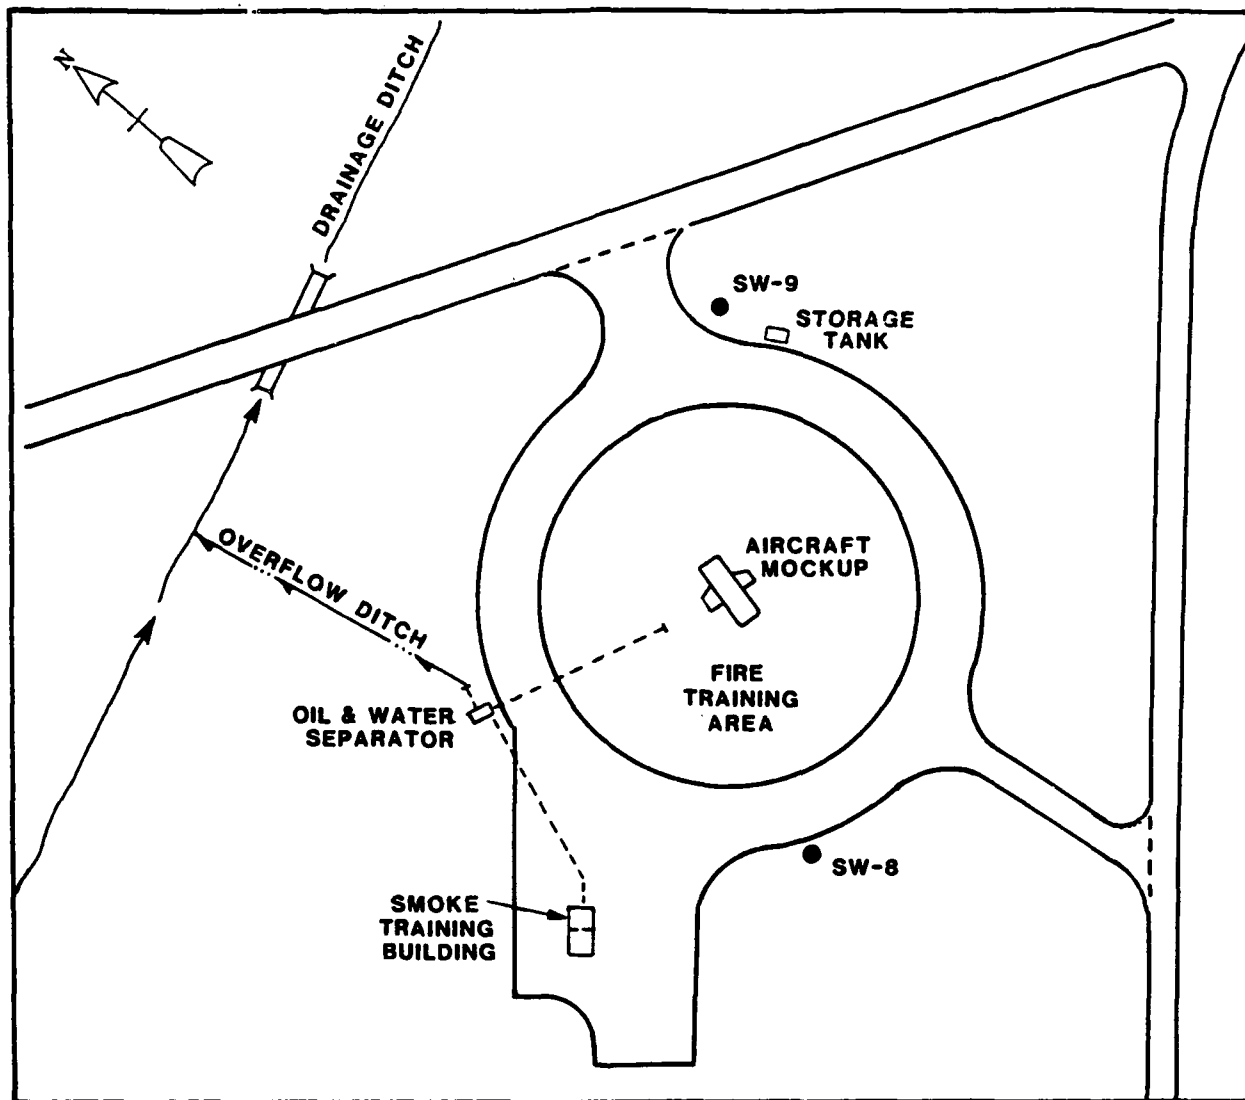 N
DRAINAGE DITCH
SW-9
STORAGE
TANK
OVERFLOW DITCH
AIRCRAFT
MOCKUP
FIRE
TRAINING
AREA
OIL & WATER
SEPARATOR
SW-8
SMOKE
TRAINING
BUILDING